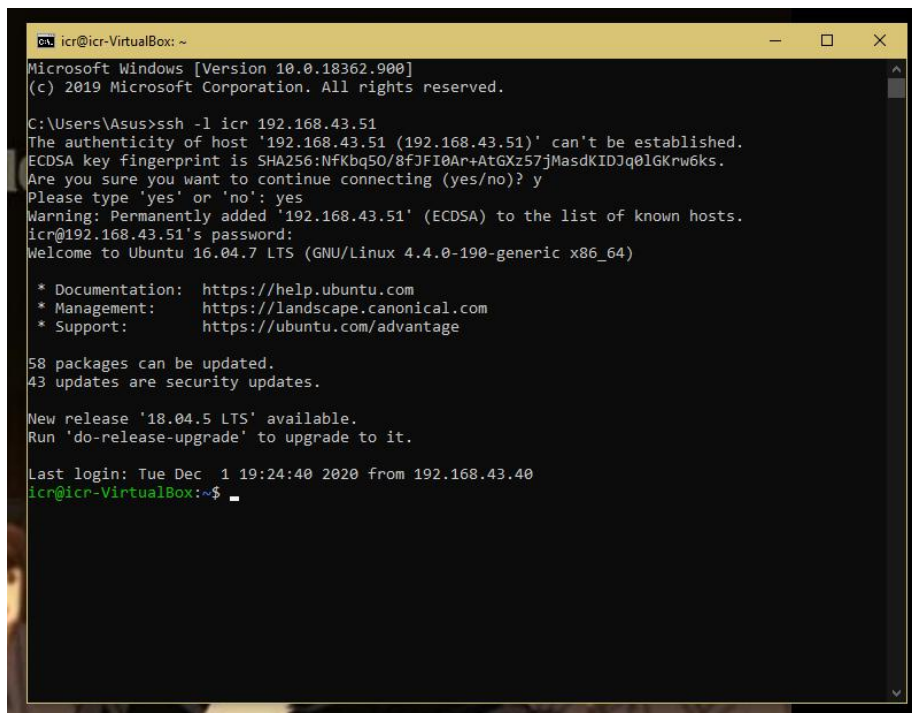 icr@icr-VirtualBox: ~
Microsoft Windows [Version 10.0.18362.900]
(c) 2019 Microsoft Corporation. All rights reserved.
C:\Users\Asus>ssh -l icr 192.168.43.51
The authenticity of host '192.168.43.51 (192.168.43.51)' can't be established.
ECDSA key fingerprint is SHA256:NfKbq5O/8fJFI0Ar+AtGXz57jMasdKIDJq0lGKrw6ks.
Are you sure you want to continue connecting (yes/no)? y
Please type 'yes' or 'no': yes
Warning: Permanently added '192.168.43.51' (ECDSA) to the list of known hosts.
icr@192.168.43.51's password:
Welcome to Ubuntu 16.04.7 LTS (GNU/Linux 4.4.0-190-generic x86_64)
* Documentation:  https://help.ubuntu.com
* Management:     https://landscape.canonical.com
* Support:        https://ubuntu.com/advantage
58 packages can be updated.
43 updates are security updates.
New release '18.04.5 LTS' available.
Run 'do-release-upgrade' to upgrade to it.
Last login: Tue Dec  1 19:24:40 2020 from 192.168.43.40
icr@icr-VirtualBox:~$